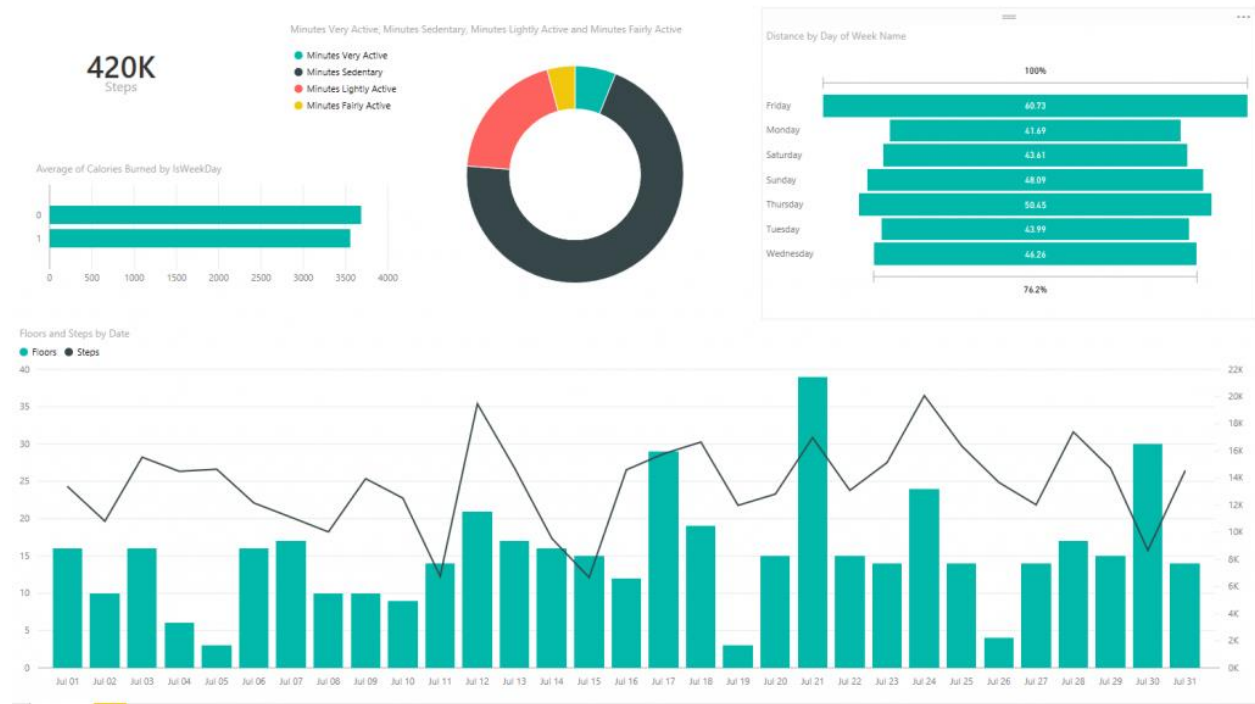 420K
Steps
Minutes Very Active, Minutes Sedentary, Minutes Lightly Active and Minutes Fairly Active
Minutes Very Active
Minutes Sedentary
Minutes Lightly Active
Minutes Fairly Active
Average of Calories Burned by IsWeekDay
0
1
0 500 1000 1500 2000 2500 3000 3500 4000
Distance by Day of Week Name
100%
Friday 60.73
Monday 41.69
Saturday 43.61
Sunday 48.09
Thursday 50.45
Tuesday 43.99
Wednesday 46.26
76.2%
Floors and Steps by Date
Floors Steps
40 22K
35 20K
30 18K
25 16K
20 14K
15 12K
10 10K
5 8K
0 6K
4K
2K
0K
Jul 01 Jul 02 Jul 03 Jul 04 Jul 05 Jul 06 Jul 07 Jul 08 Jul 09 Jul 10 Jul 11 Jul 12 Jul 13 Jul 14 Jul 15 Jul 16 Jul 17 Jul 18 Jul 19 Jul 20 Jul 21 Jul 22 Jul 23 Jul 24 Jul 25 Jul 26 Jul 27 Jul 28 Jul 29 Jul 30 Jul 31